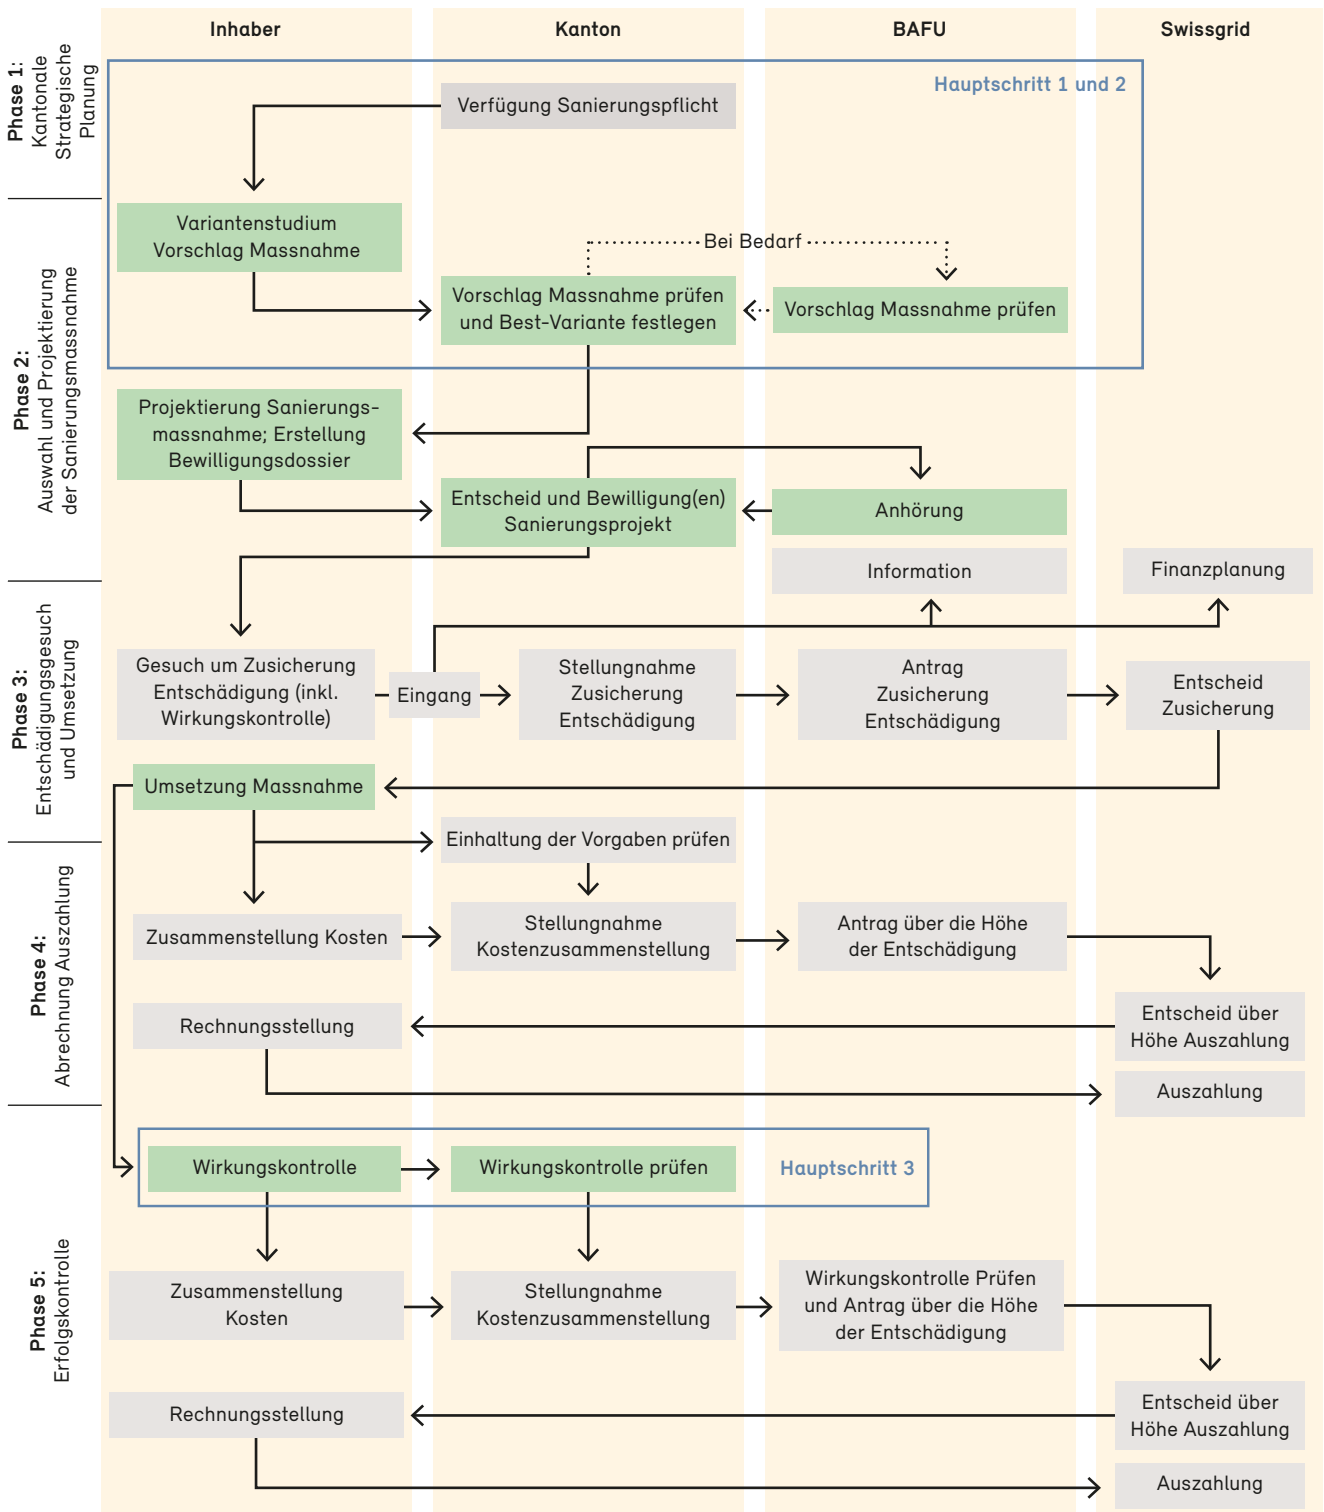 Inhaber
Kanton
BAFU
Swissgrid
Phase 1:
Kantonale
Strategische
Planung
Hauptschritt 1 und 2
Verfügung Sanierungspflicht
Phase 2:
Auswahl und Projektierung
der Sanierungsmassnahme
Variantenstudium
Vorschlag Massnahme
Bei Bedarf
Vorschlag Massnahme prüfen
und Best-Variante festlegen
Vorschlag Massnahme prüfen
Projektierung Sanierungs-
massnahme; Erstellung
Bewilligungsdossier
Entscheid und Bewilligung(en)
Sanierungsprojekt
Anhörung
Information
Finanzplanung
Phase 3:
Entschädigungsgesuch
und Umsetzung
Gesuch um Zusicherung
Entschädigung (inkl.
Wirkungskontrolle)
Eingang
Stellungnahme
Zusicherung
Entschädigung
Antrag
Zusicherung
Entschädigung
Entscheid
Zusicherung
Umsetzung Massnahme
Einhaltung der Vorgaben prüfen
Phase 4:
Abrechnung Auszahlung
Zusammenstellung Kosten
Stellungnahme
Kostenzusammenstellung
Antrag über die Höhe
der Entschädigung
Rechnungsstellung
Entscheid über
Höhe Auszahlung
Auszahlung
Phase 5:
Erfolgskontrolle
Wirkungskontrolle
Wirkungskontrolle prüfen
Hauptschritt 3
Zusammenstellung
Kosten
Stellungnahme
Kostenzusammenstellung
Wirkungskontrolle Prüfen
und Antrag über die Höhe
der Entschädigung
Rechnungsstellung
Entscheid über
Höhe Auszahlung
Auszahlung